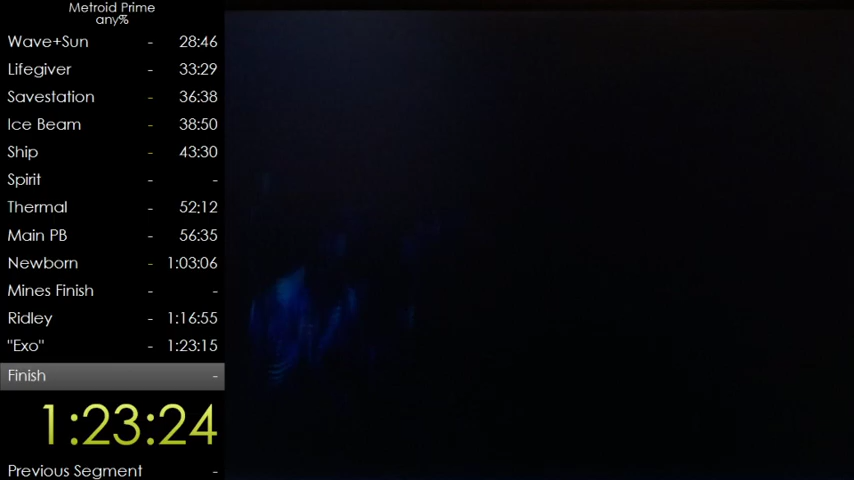 Metroid Prime
any%
Wave+Sun - 28:46
Lifegiver - 33:29
Savestation - 36:38
Ice Beam - 38:50
Ship - 43:30
Spirit - -
Thermal - 52:12
Main PB - 56:35
Newborn - 1:03:06
Mines Finish - -
Ridley - 1:16:55
"Exo" - 1:23:15
Finish -
1:23:24
Previous Segment -